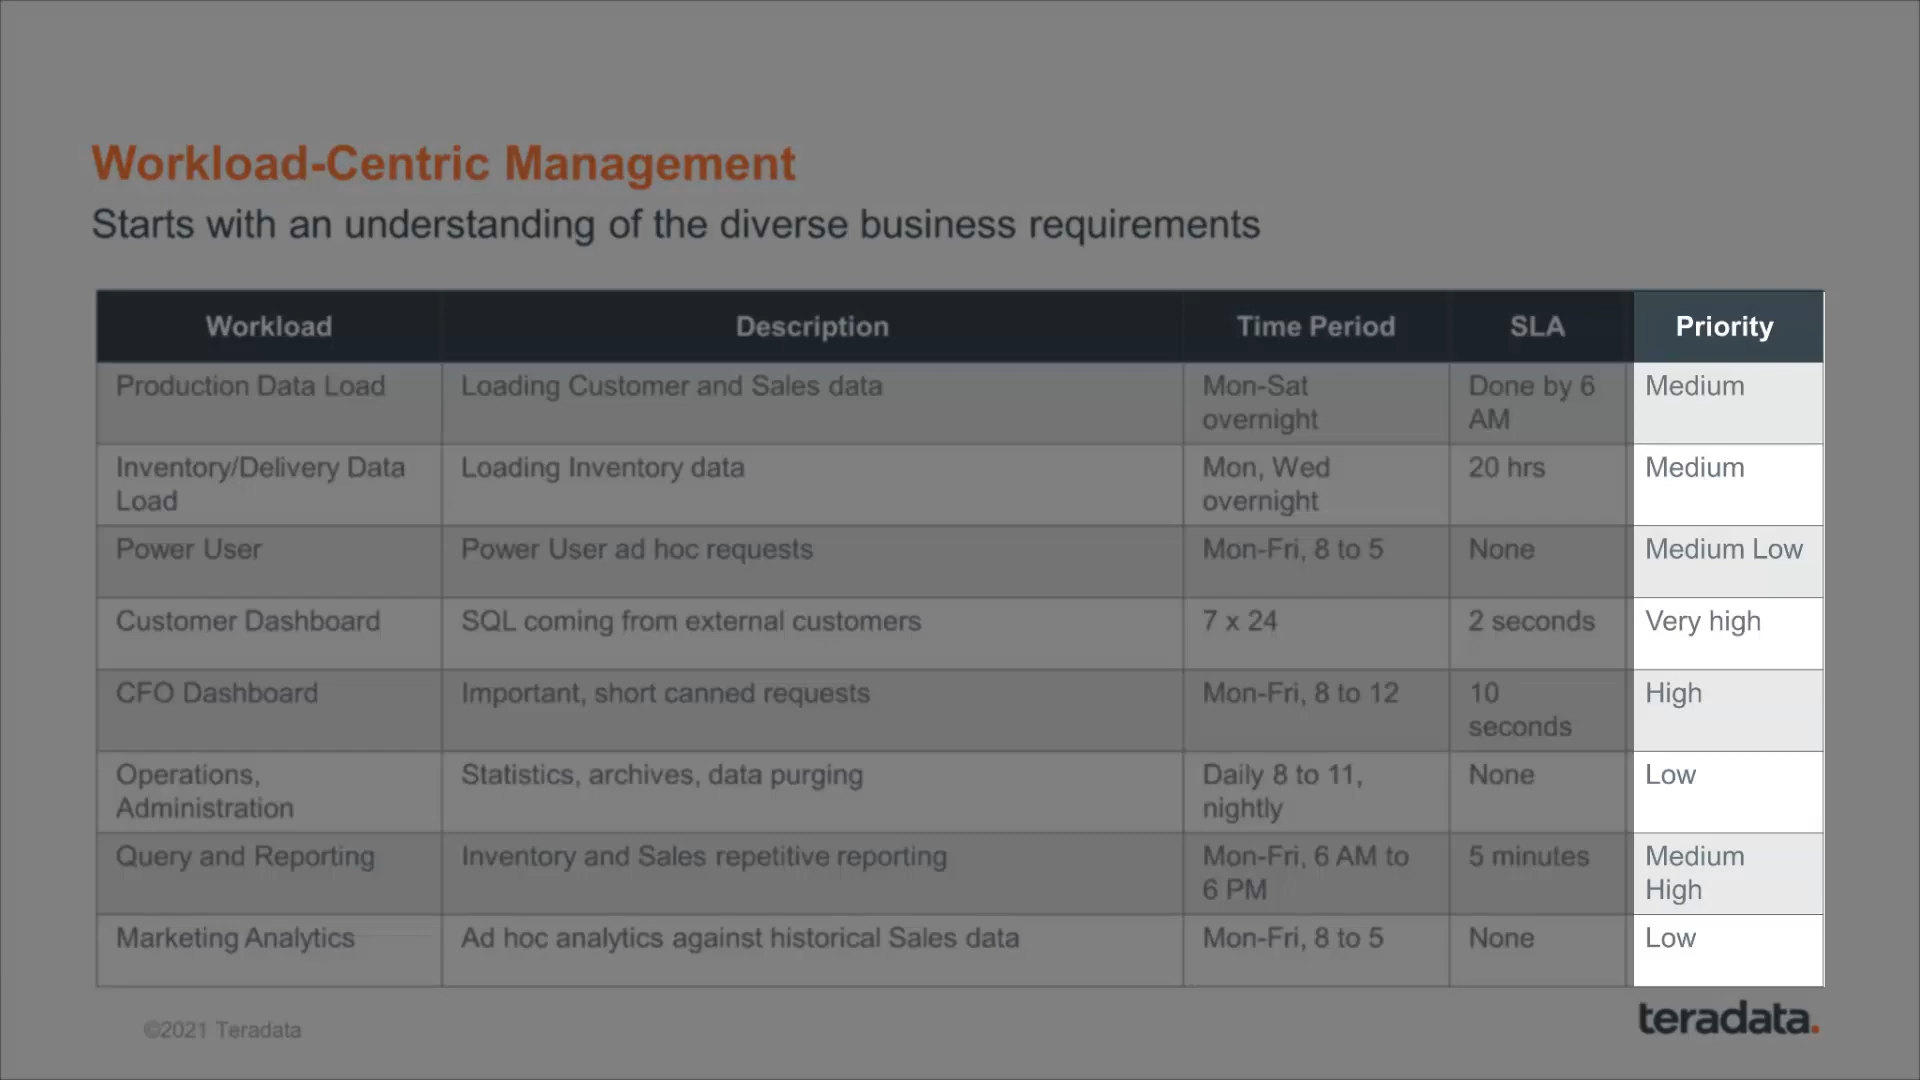 Workload-Centric Management
Starts with an understanding of the diverse business requirements
Workload Description Time Period SLA Priority
Production Data Load Loading Customer and Sales data Mon-Sat overnight Done by 6 AM Medium
Inventory/Delivery Data Load Loading Inventory data Mon, Wed overnight 20 hrs Medium
Power User Power User ad hoc requests Mon-Fri, 8 to 5 None Medium Low
Customer Dashboard SQL coming from external customers 7 x 24 2 seconds Very high
CFO Dashboard Important, short canned requests Mon-Fri, 8 to 12 10 seconds High
Operations, Administration Statistics, archives, data purging Daily 8 to 11, nightly None Low
Query and Reporting Inventory and Sales repetitive reporting Mon-Fri, 6 AM to 6 PM 5 minutes Medium High
Marketing Analytics Ad hoc analytics against historical Sales data Mon-Fri, 8 to 5 None Low
©2021 Teradata
teradata.